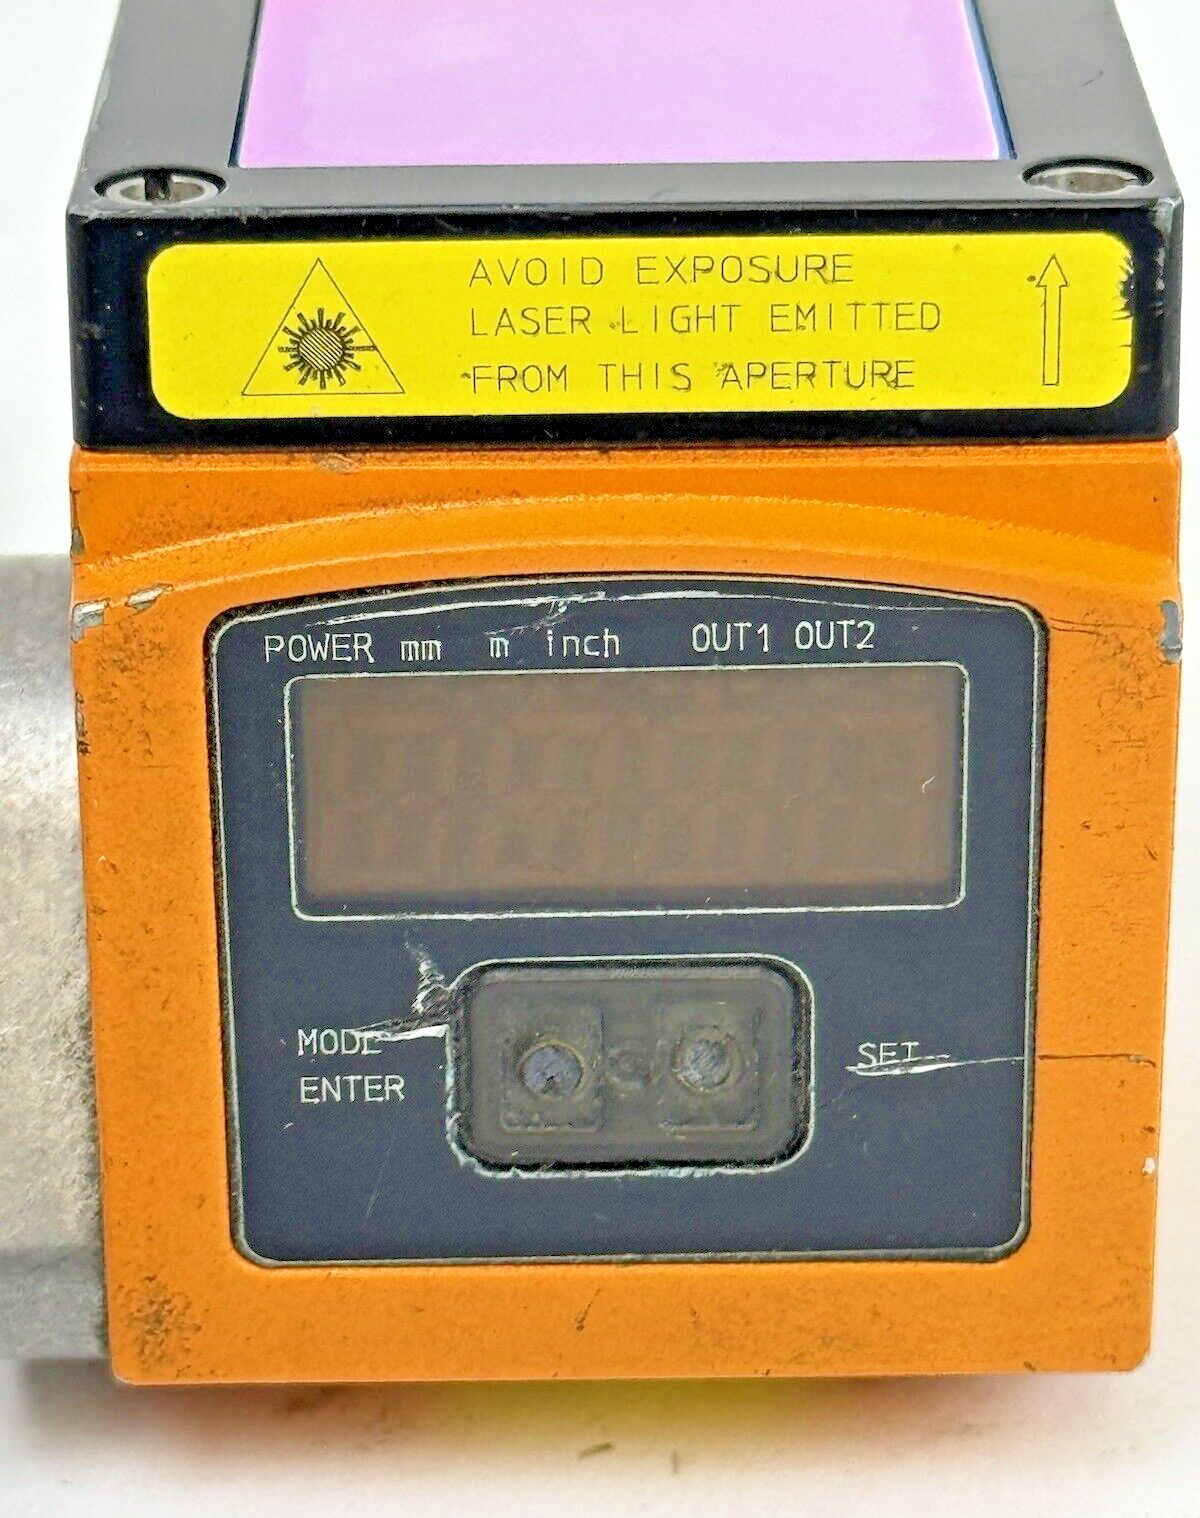 AVOID EXPOSURE
LASER LIGHT EMITTED
FROM THIS APERTURE
POWER mm m inch OUT1 OUT2
MODE
ENTER
SET